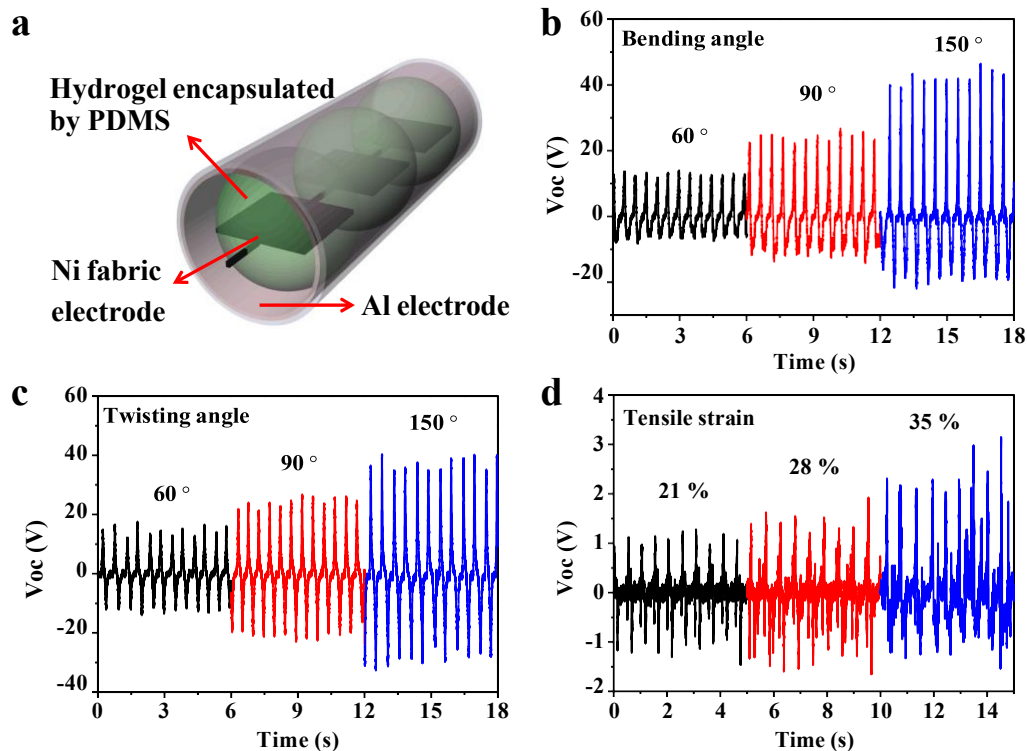 a
Hydrogel encapsulated
by PDMS
Ni fabric
electrode
Al electrode
b
Bending angle
60 °
90 °
150 °
Voc (V)
60
40
20
0
-20
0 3 6 9 12 15 18
Time (s)
c
Twisting angle
60 °
90 °
150 °
Voc (V)
60
40
20
0
-20
-40
0 3 6 9 12 15 18
Time (s)
d
Tensile strain
21 %
28 %
35 %
Voc (V)
4
3
2
1
0
-1
-2
0 2 4 6 8 10 12 14
Time (s)